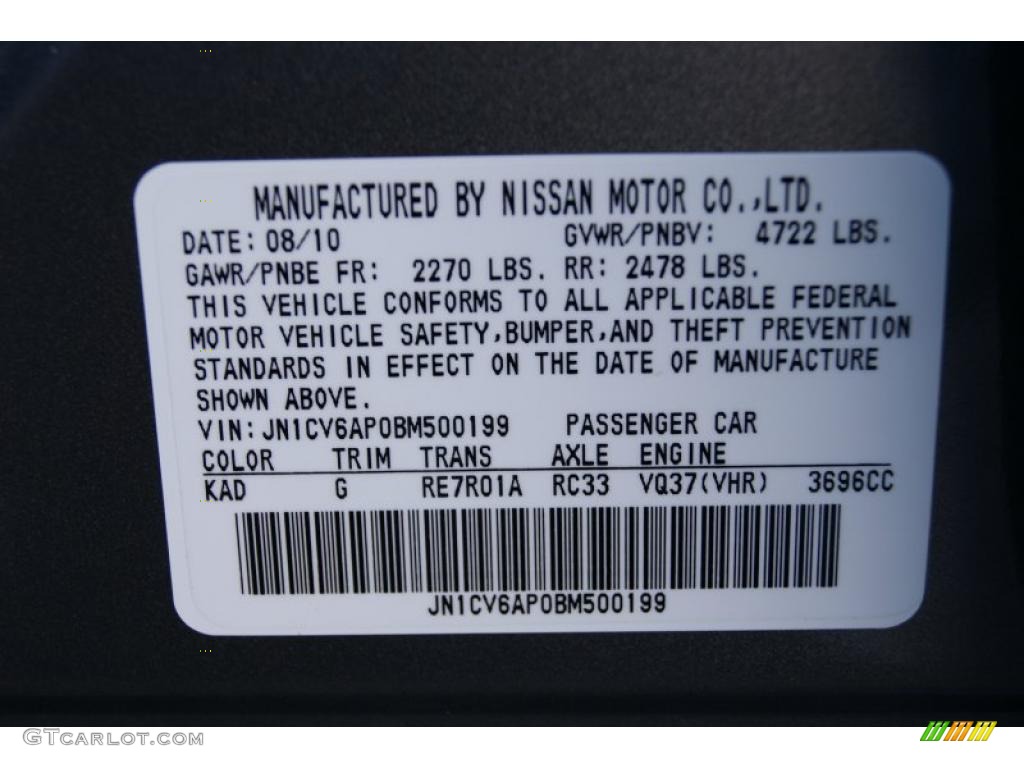 MANUFACTURED BY NISSAN MOTOR CO.,LTD.
DATE: 08/10 GVWR/PNBV: 4722 LBS.
GAWR/PNBE FR: 2270 LBS. RR: 2478 LBS.
THIS VEHICLE CONFORMS TO ALL APPLICABLE FEDERAL
MOTOR VEHICLE SAFETY,BUMPER,AND THEFT PREVENTION
STANDARDS IN EFFECT ON THE DATE OF MANUFACTURE
SHOWN ABOVE.
VIN: JN1CV6AP0BM500199 PASSENGER CAR
COLOR TRIM TRANS AXLE ENGINE
KAD G RE7R01A RC33 VQ37(VHR) 3696CC
JN1CV6AP0BM500199
GTCARLOT.COM